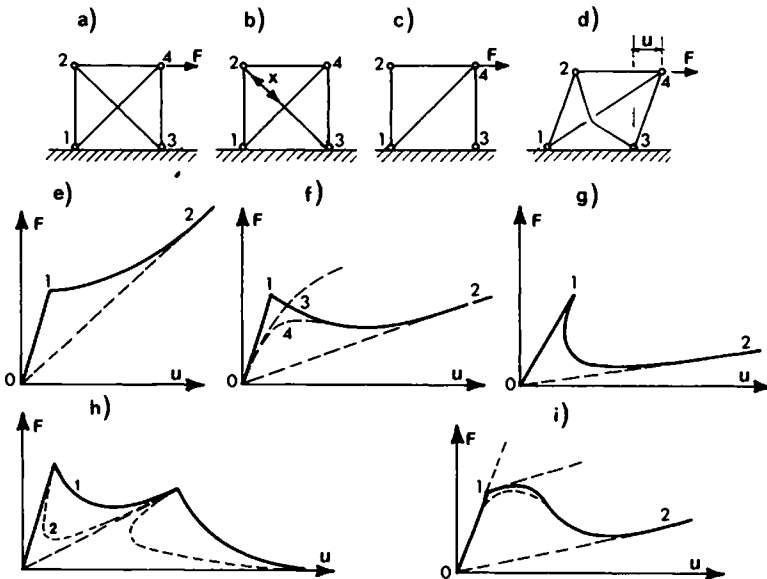 a) b) c) d)
2 4 F 1 3
2 4 x 1 3
2 4 F 1 3
u 2 4 F 1 3
e)
F 1 2 0 u
f)
F 1 3 4 2 0 u
g)
F 1 2 0 u
h)
F 1 2 u
i)
F 1 2 0 u